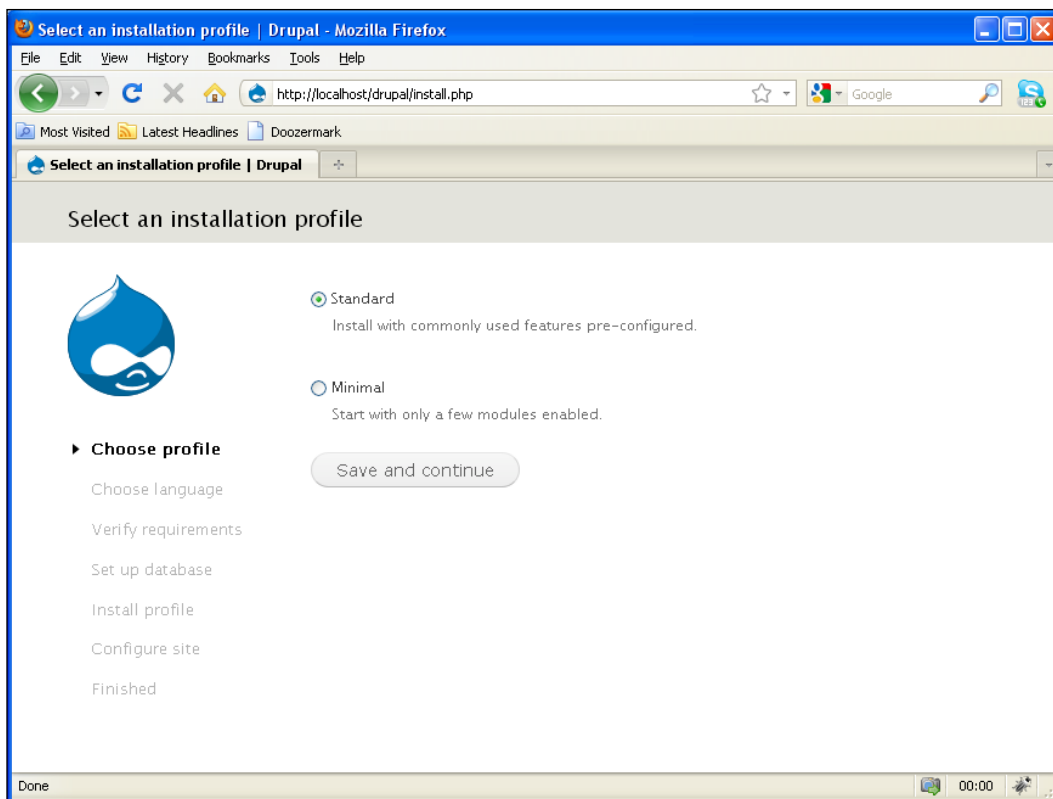 Select an installation profile | Drupal - Mozilla Firefox
File Edit View History Bookmarks Tools Help
http://localhost/drupal/install.php Google
Most Visited Latest Headlines Doozermark
Select an installation profile | Drupal
Select an installation profile
Standard
Install with commonly used features pre-configured.
Minimal
Start with only a few modules enabled.
Save and continue
Choose profile
Choose language
Verify requirements
Set up database
Install profile
Configure site
Finished
Done 00:00